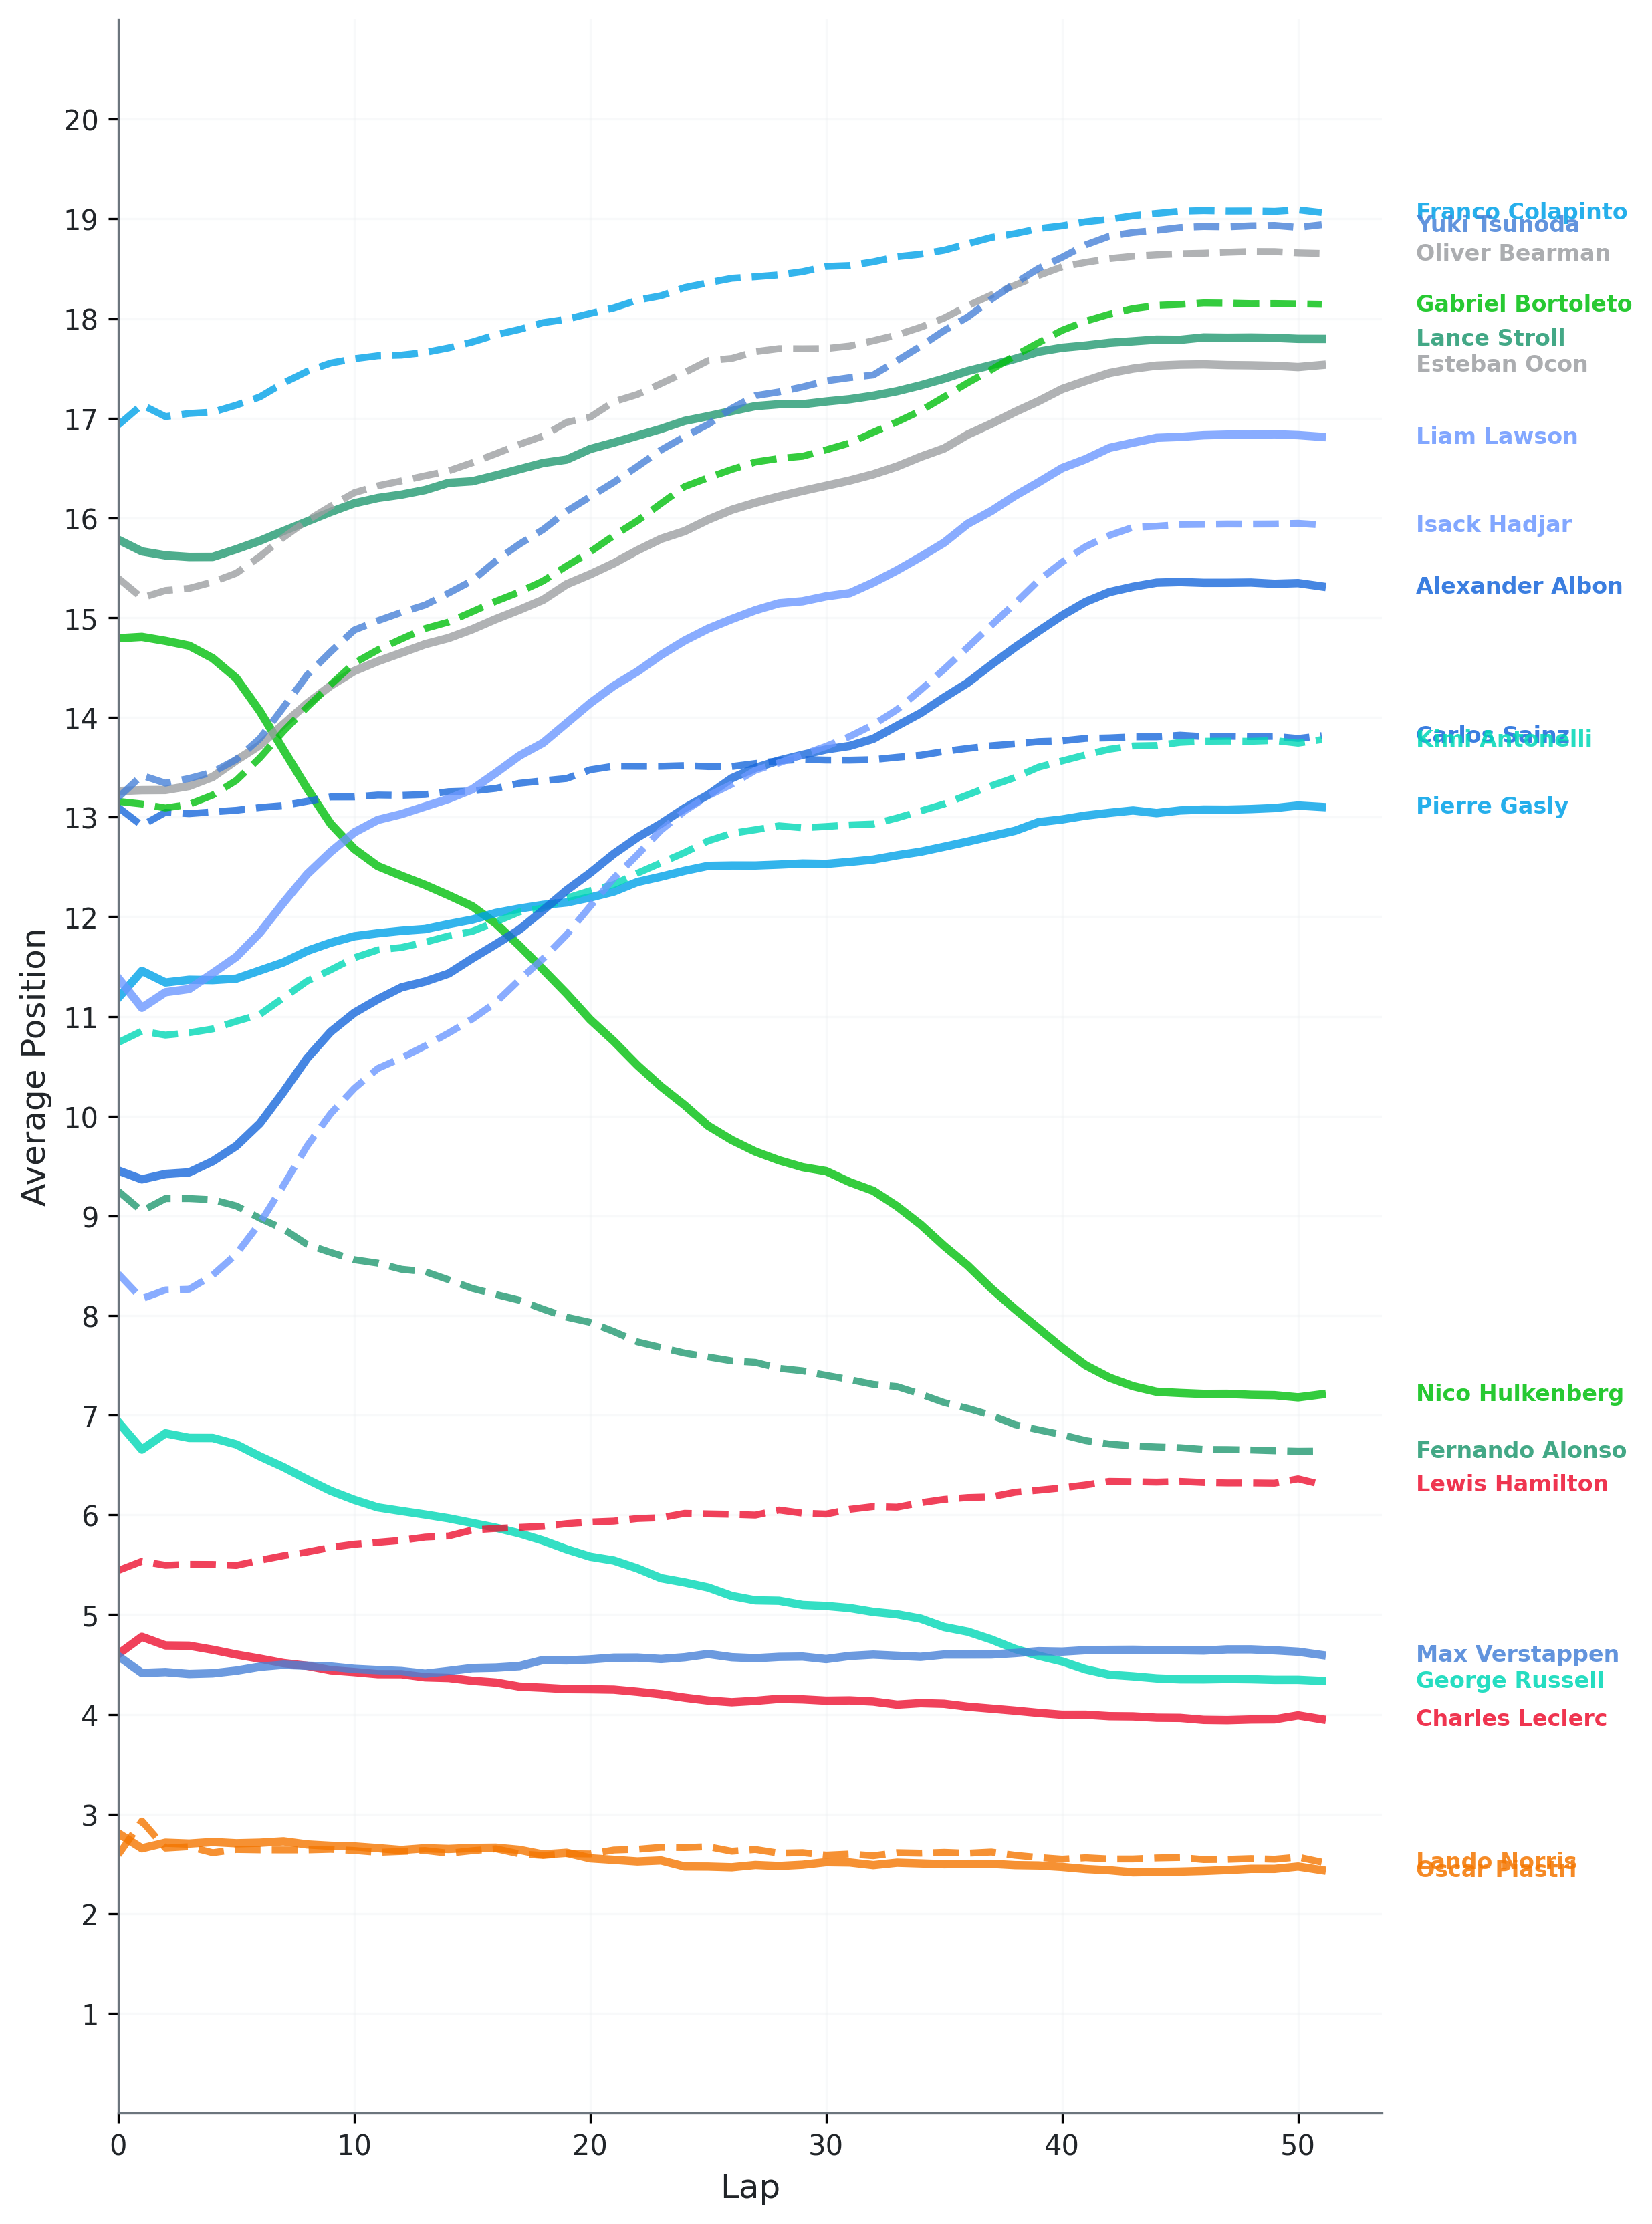 20
19
18
17
16
15
14
13
12
11
10
9
8
7
6
5
4
3
2
1
Average Position
0 10 20 30 40 50
Lap
Franco Colapinto
Yuki Tsunoda
Oliver Bearman
Gabriel Bortoleto
Lance Stroll
Esteban Ocon
Liam Lawson
Isack Hadjar
Alexander Albon
Carlos Sainz
Kimi Antonelli
Pierre Gasly
Nico Hulkenberg
Fernando Alonso
Lewis Hamilton
Max Verstappen
George Russell
Charles Leclerc
Lando Norris
Oscar Piastri